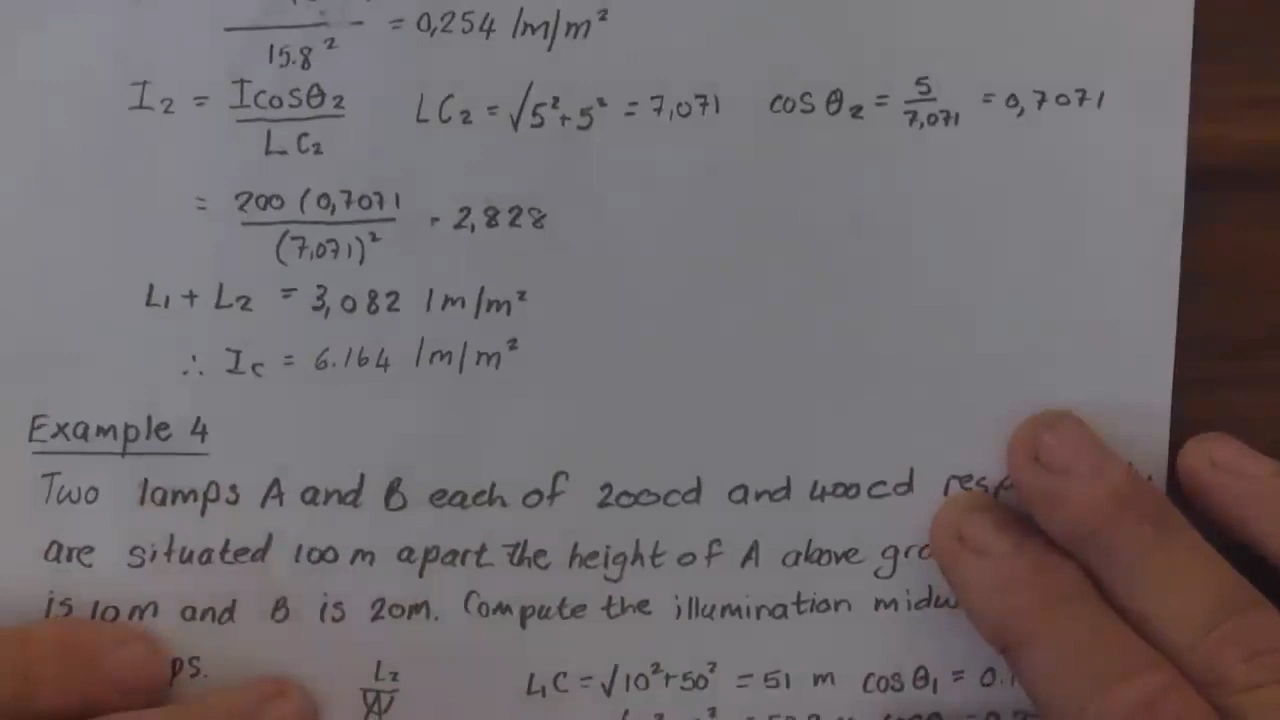 15.8² = 0,254 lm/m²
I₂ = Icosθ₂ / LC₂ LC₂ = √5²+5² = 7,071 cos θ₂ = 5/7,071 = 0,7071
= 200 (0,7071 / (7,071)² = 2,828
L₁ + L₂ = 3,082 lm/m²
∴ Ic = 6.164 lm/m²
Example 4
Two lamps A and B each of 200cd and 400cd
are situated 100m apart the height of A above
is 10m and B is 20m. Compute the illumination
L₂ L₁C = √10²+50² = 51 m cos θ₁ =